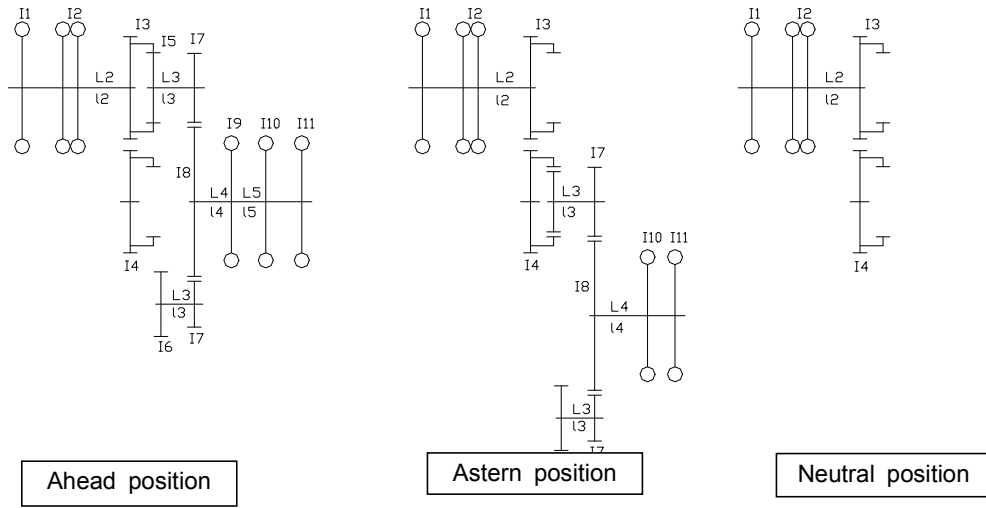 I1 I2 I3
I5 I7
L2 L3
l2 l3
I9 I10 I11
I8
L4 L5
l4 l5
I4
L3
l3
I6 I7
Ahead position
I1 I2 I3
L2
l2
I7
L3
l3
I4
I10 I11
I8
L4
l4
L3
l3
I7
Astern position
I1 I2 I3
L2
l2
I4
Neutral position